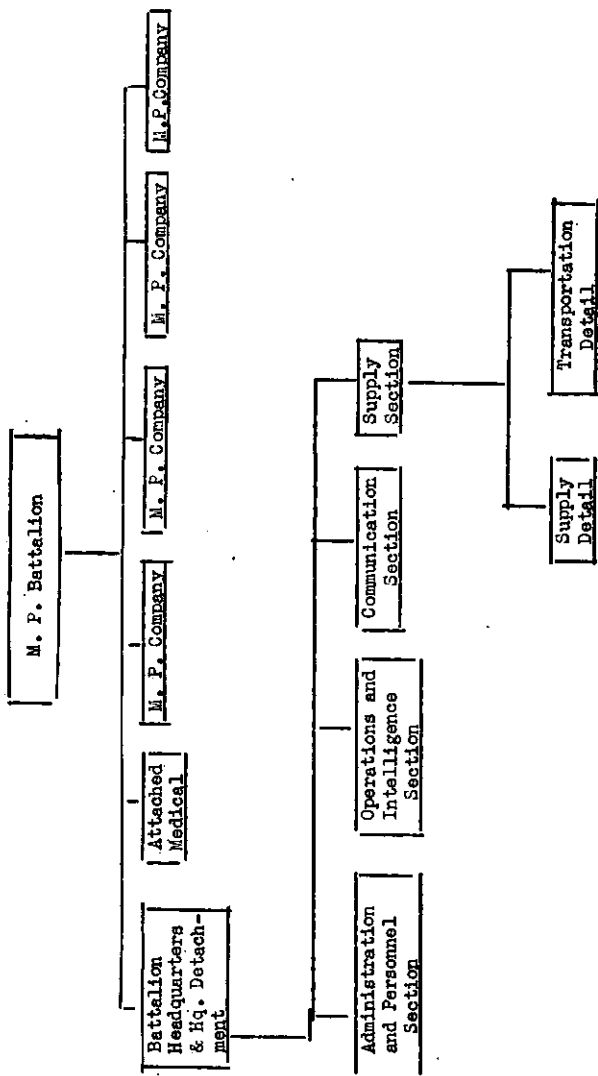 M. P. Battalion
Battalion
Headquarters
& Hq. Detach-
ment
Attached
Medical
M. P. Company
M. P. Company
M. P. Company
M.P.Company
Administration
and Personnel
Section
Operations and
Intelligence
Section
Communication
Section
Supply
Section
Supply
Detail
Transportation
Detail